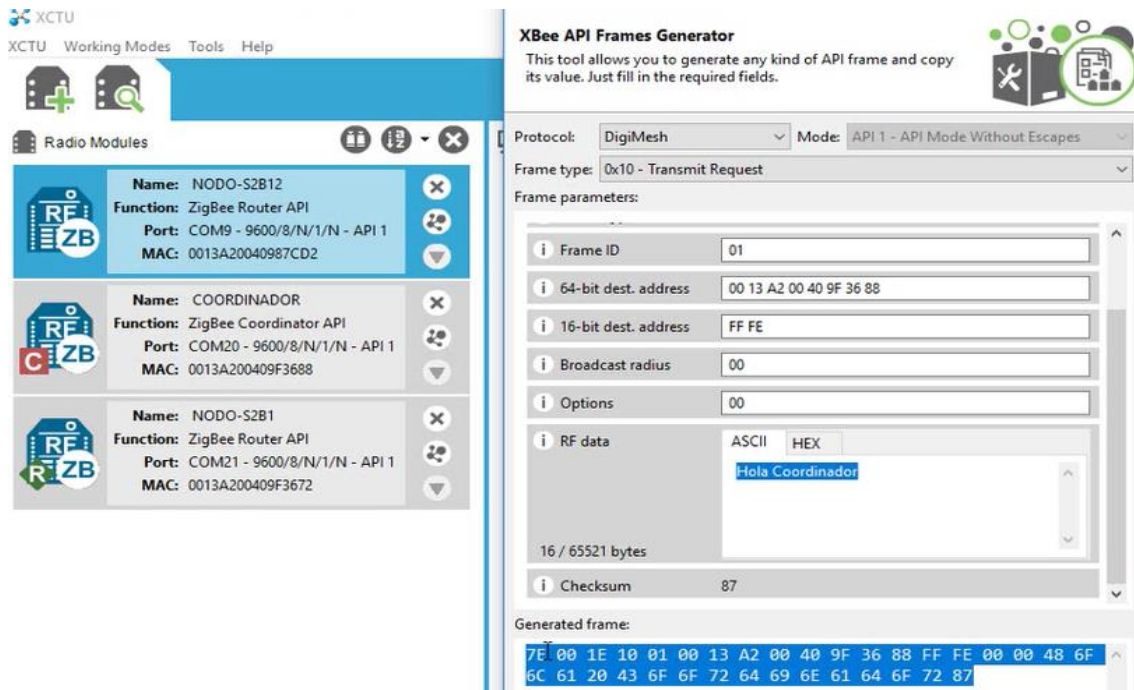 XCTU
XCTU Working Modes Tools Help
Radio Modules
Name: NODO-S2B12
Function: ZigBee Router API
Port: COM9 - 9600/8/N/1/N - API 1
MAC: 0013A20040987CD2
Name: COORDINADOR
Function: ZigBee Coordinator API
Port: COM20 - 9600/8/N/1/N - API 1
MAC: 0013A200409F3688
Name: NODO-S2B1
Function: ZigBee Router API
Port: COM21 - 9600/8/N/1/N - API 1
MAC: 0013A200409F3672
RF ZB
C RF ZB
R RF ZB
XBee API Frames Generator
This tool allows you to generate any kind of API frame and copy
its value. Just fill in the required fields.
Protocol: DigiMesh Mode: API 1 - API Mode Without Escapes
Frame type: 0x10 - Transmit Request
Frame parameters:
i Frame ID 01
i 64-bit dest. address 00 13 A2 00 40 9F 36 88
i 16-bit dest. address FF FE
i Broadcast radius 00
i Options 00
i RF data ASCII HEX
Hola Coordinador
16 / 65521 bytes
i Checksum 87
Generated frame:
7E 00 1E 10 01 00 13 A2 00 40 9F 36 88 FF FE 00 00 48 6F
6C 61 20 43 6F 6F 72 64 69 6E 61 64 6F 72 87